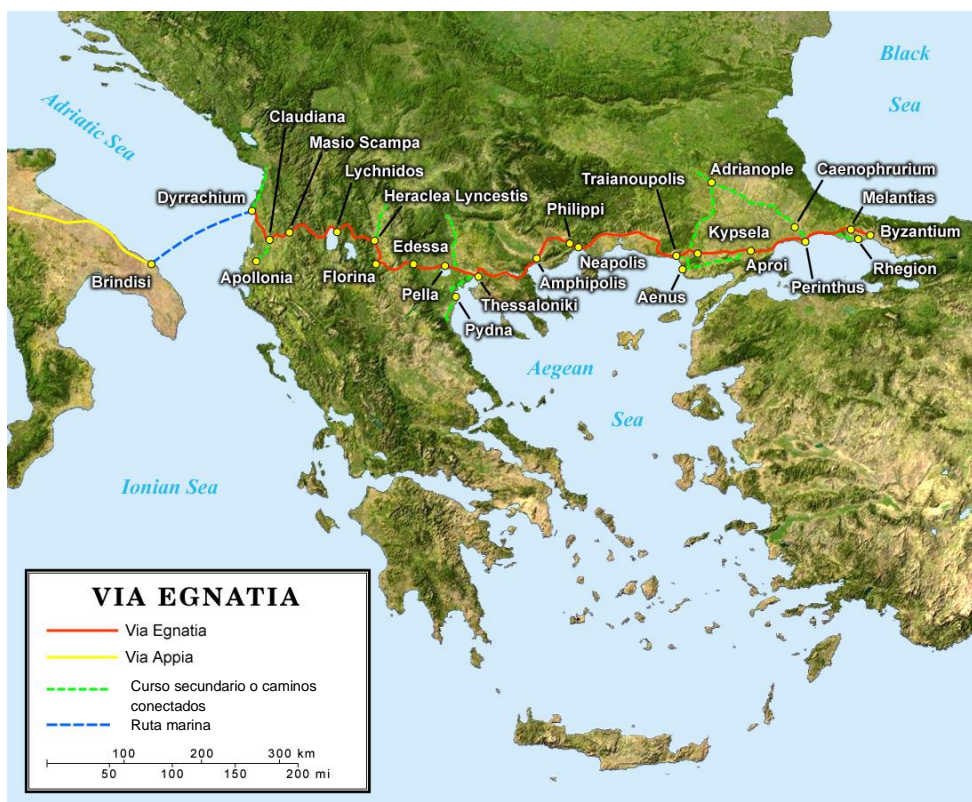 Black
Sea
Adriatic Sea
Claudiana
Masio Scampa
Lychnidos
Heraclea Lyncestis
Dyrrachium
Traianoupolis
Adrianople
Caenophrurium
Melantias
Philippi
Kypsela
Byzantium
Edessa
Neapolis
Aproi
Brindisi
Apollonia
Florina
Pella
Amphipolis
Aenus
Perinthus
Rhegion
Thessaloniki
Pydna
Aegean
Sea
Ionian Sea
VIA EGNATIA
Via Egnatia
Via Appia
Curso secundario o caminos
conectados
Ruta marina
100 200 300 km
50 100 150 200 mi